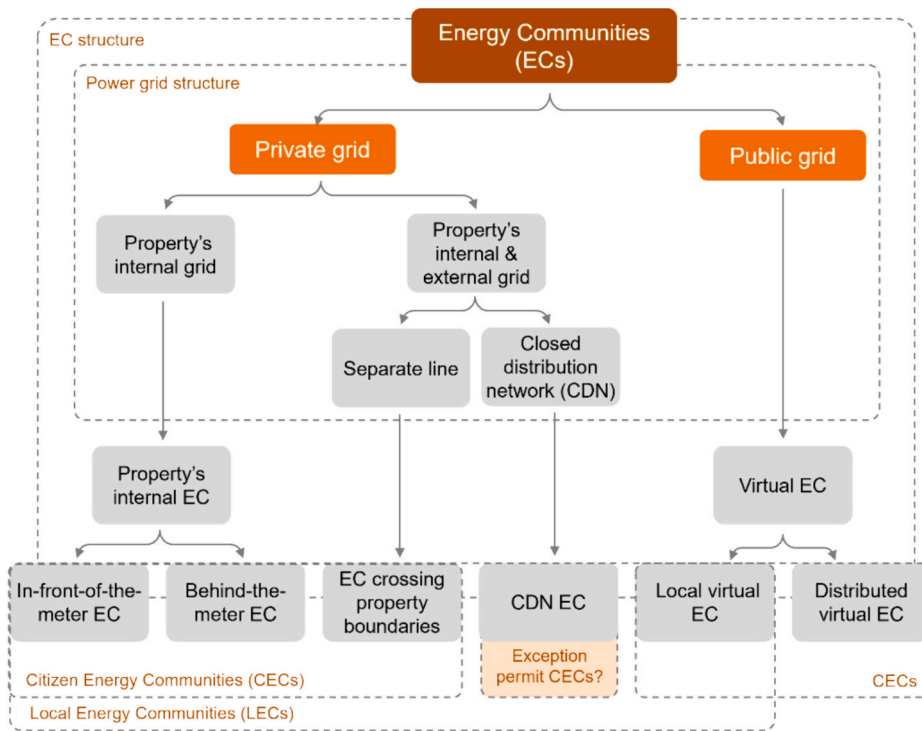 EC structure
Energy Communities
(ECs)
Power grid structure
Private grid
Public grid
Property's
internal grid
Property's
internal &
external grid
Separate line
Closed
distribution
network (CDN)
Property's
internal EC
Virtual EC
In-front-of-the-
meter EC
Behind-the-
meter EC
EC crossing
property
boundaries
CDN EC
Local virtual
EC
Distributed
virtual EC
Exception
permit CECs?
Citizen Energy Communities (CECs)
CECs
Local Energy Communities (LECs)